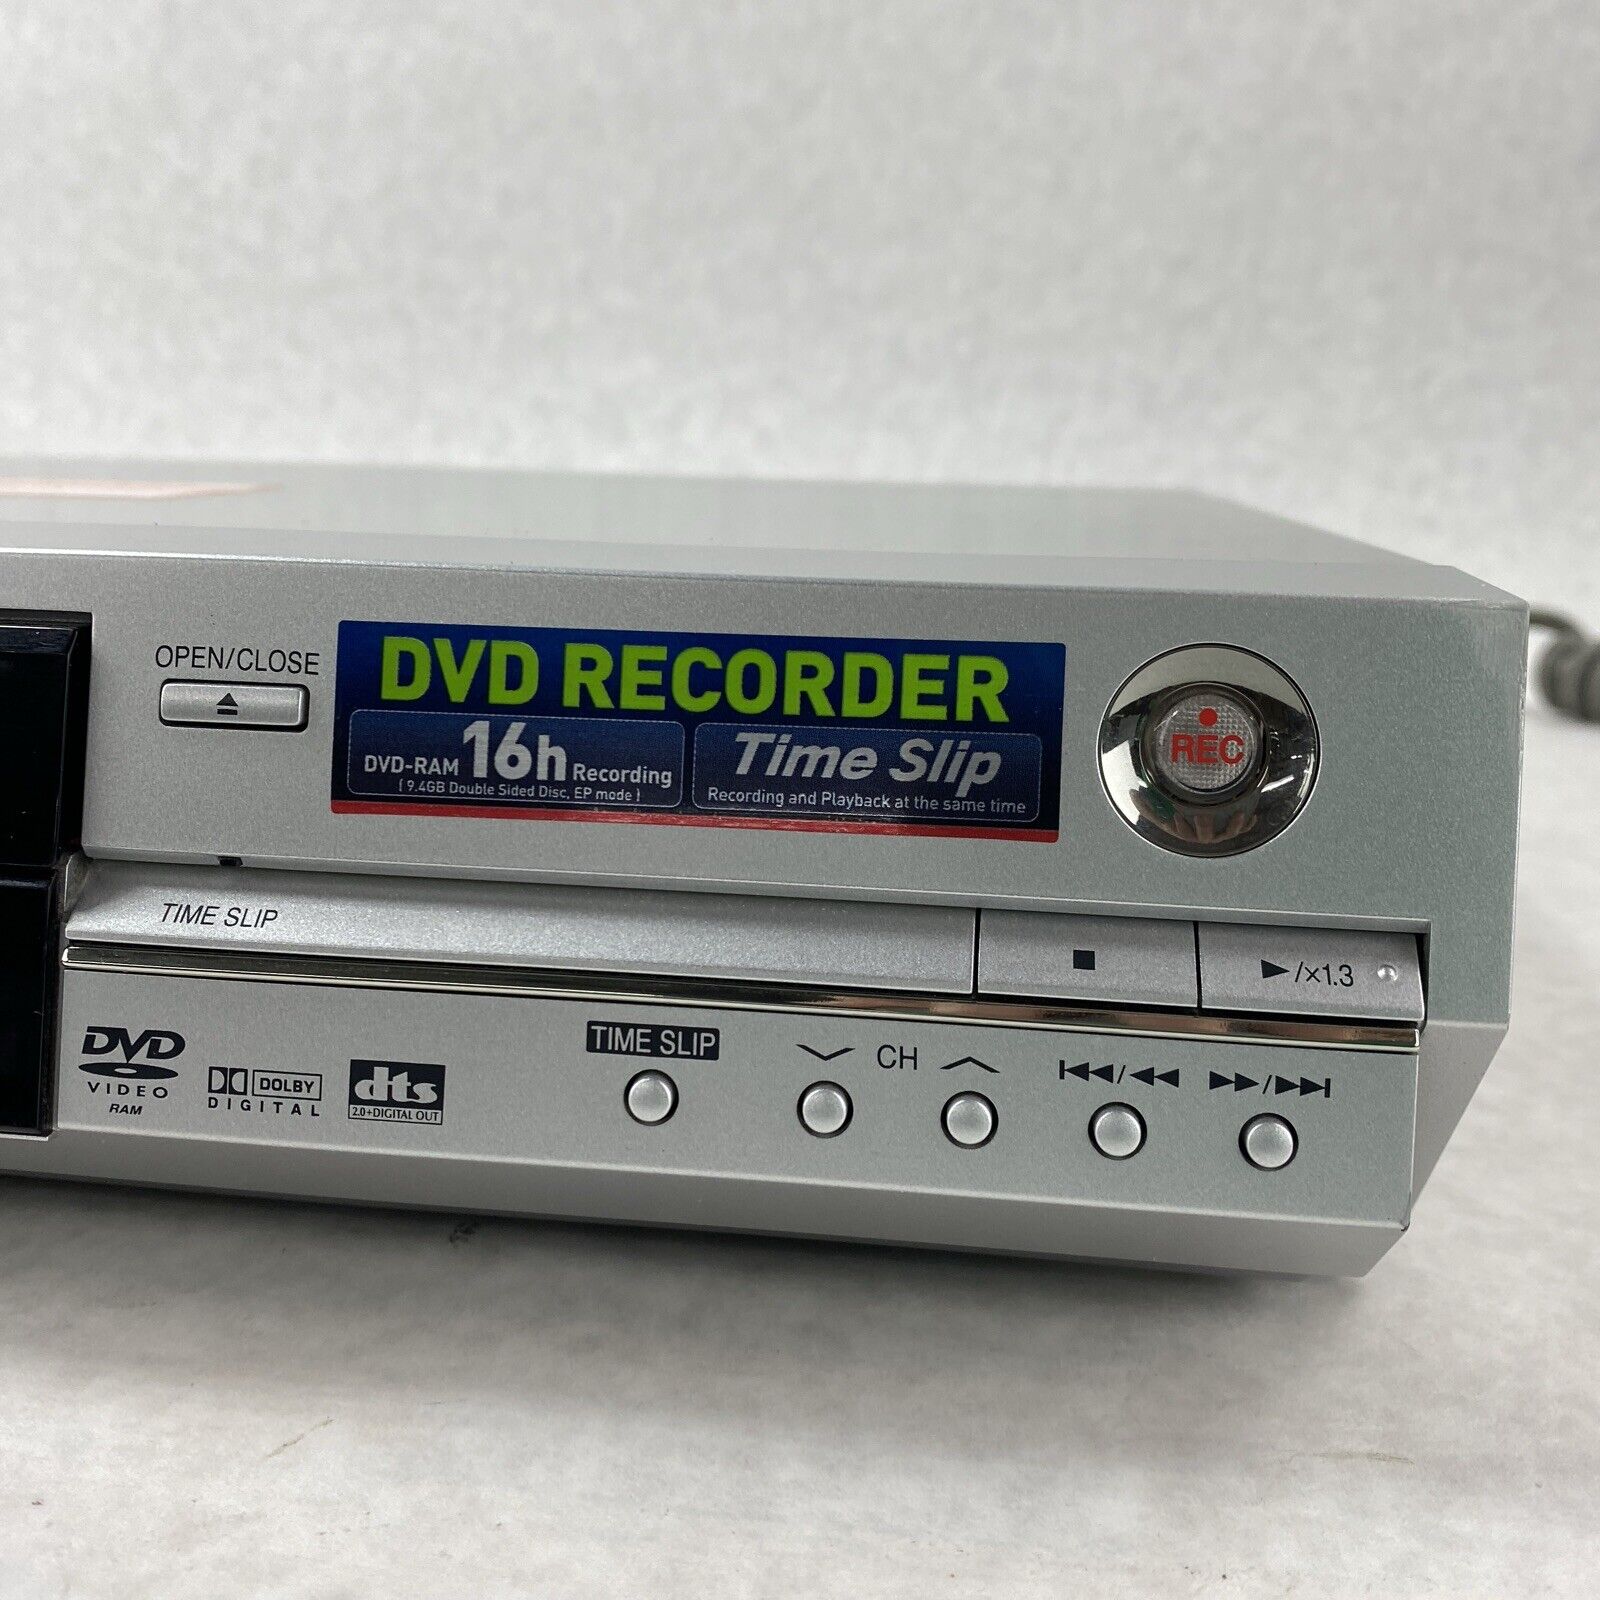 OPEN/CLOSE
DVD RECORDER
DVD-RAM 16h Recording
[ 9.4GB Double Sided Disc, EP mode ]
Time Slip
Recording and Playback at the same time
REC
TIME SLIP
/x1.3
DVD
VIDEO
RAM
DOLBY
DIGITAL
dts
2.0+DIGITAL OUT
TIME SLIP
CH